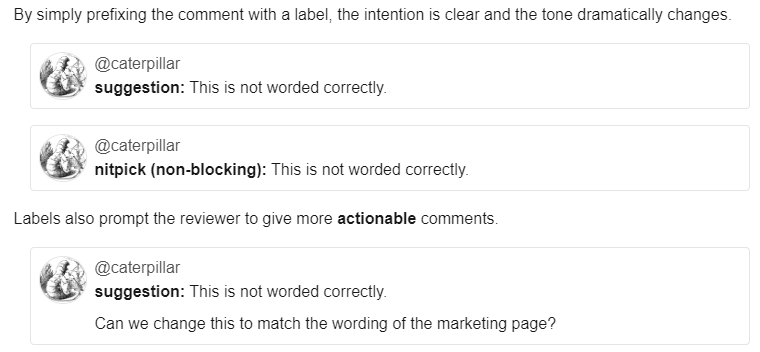 By simply prefixing the comment with a label, the intention is clear and the tone dramatically changes.
@caterpillar
suggestion: This is not worded correctly.
@caterpillar
nitpick (non-blocking): This is not worded correctly.
Labels also prompt the reviewer to give more actionable comments.
@caterpillar
suggestion: This is not worded correctly.
Can we change this to match the wording of the marketing page?